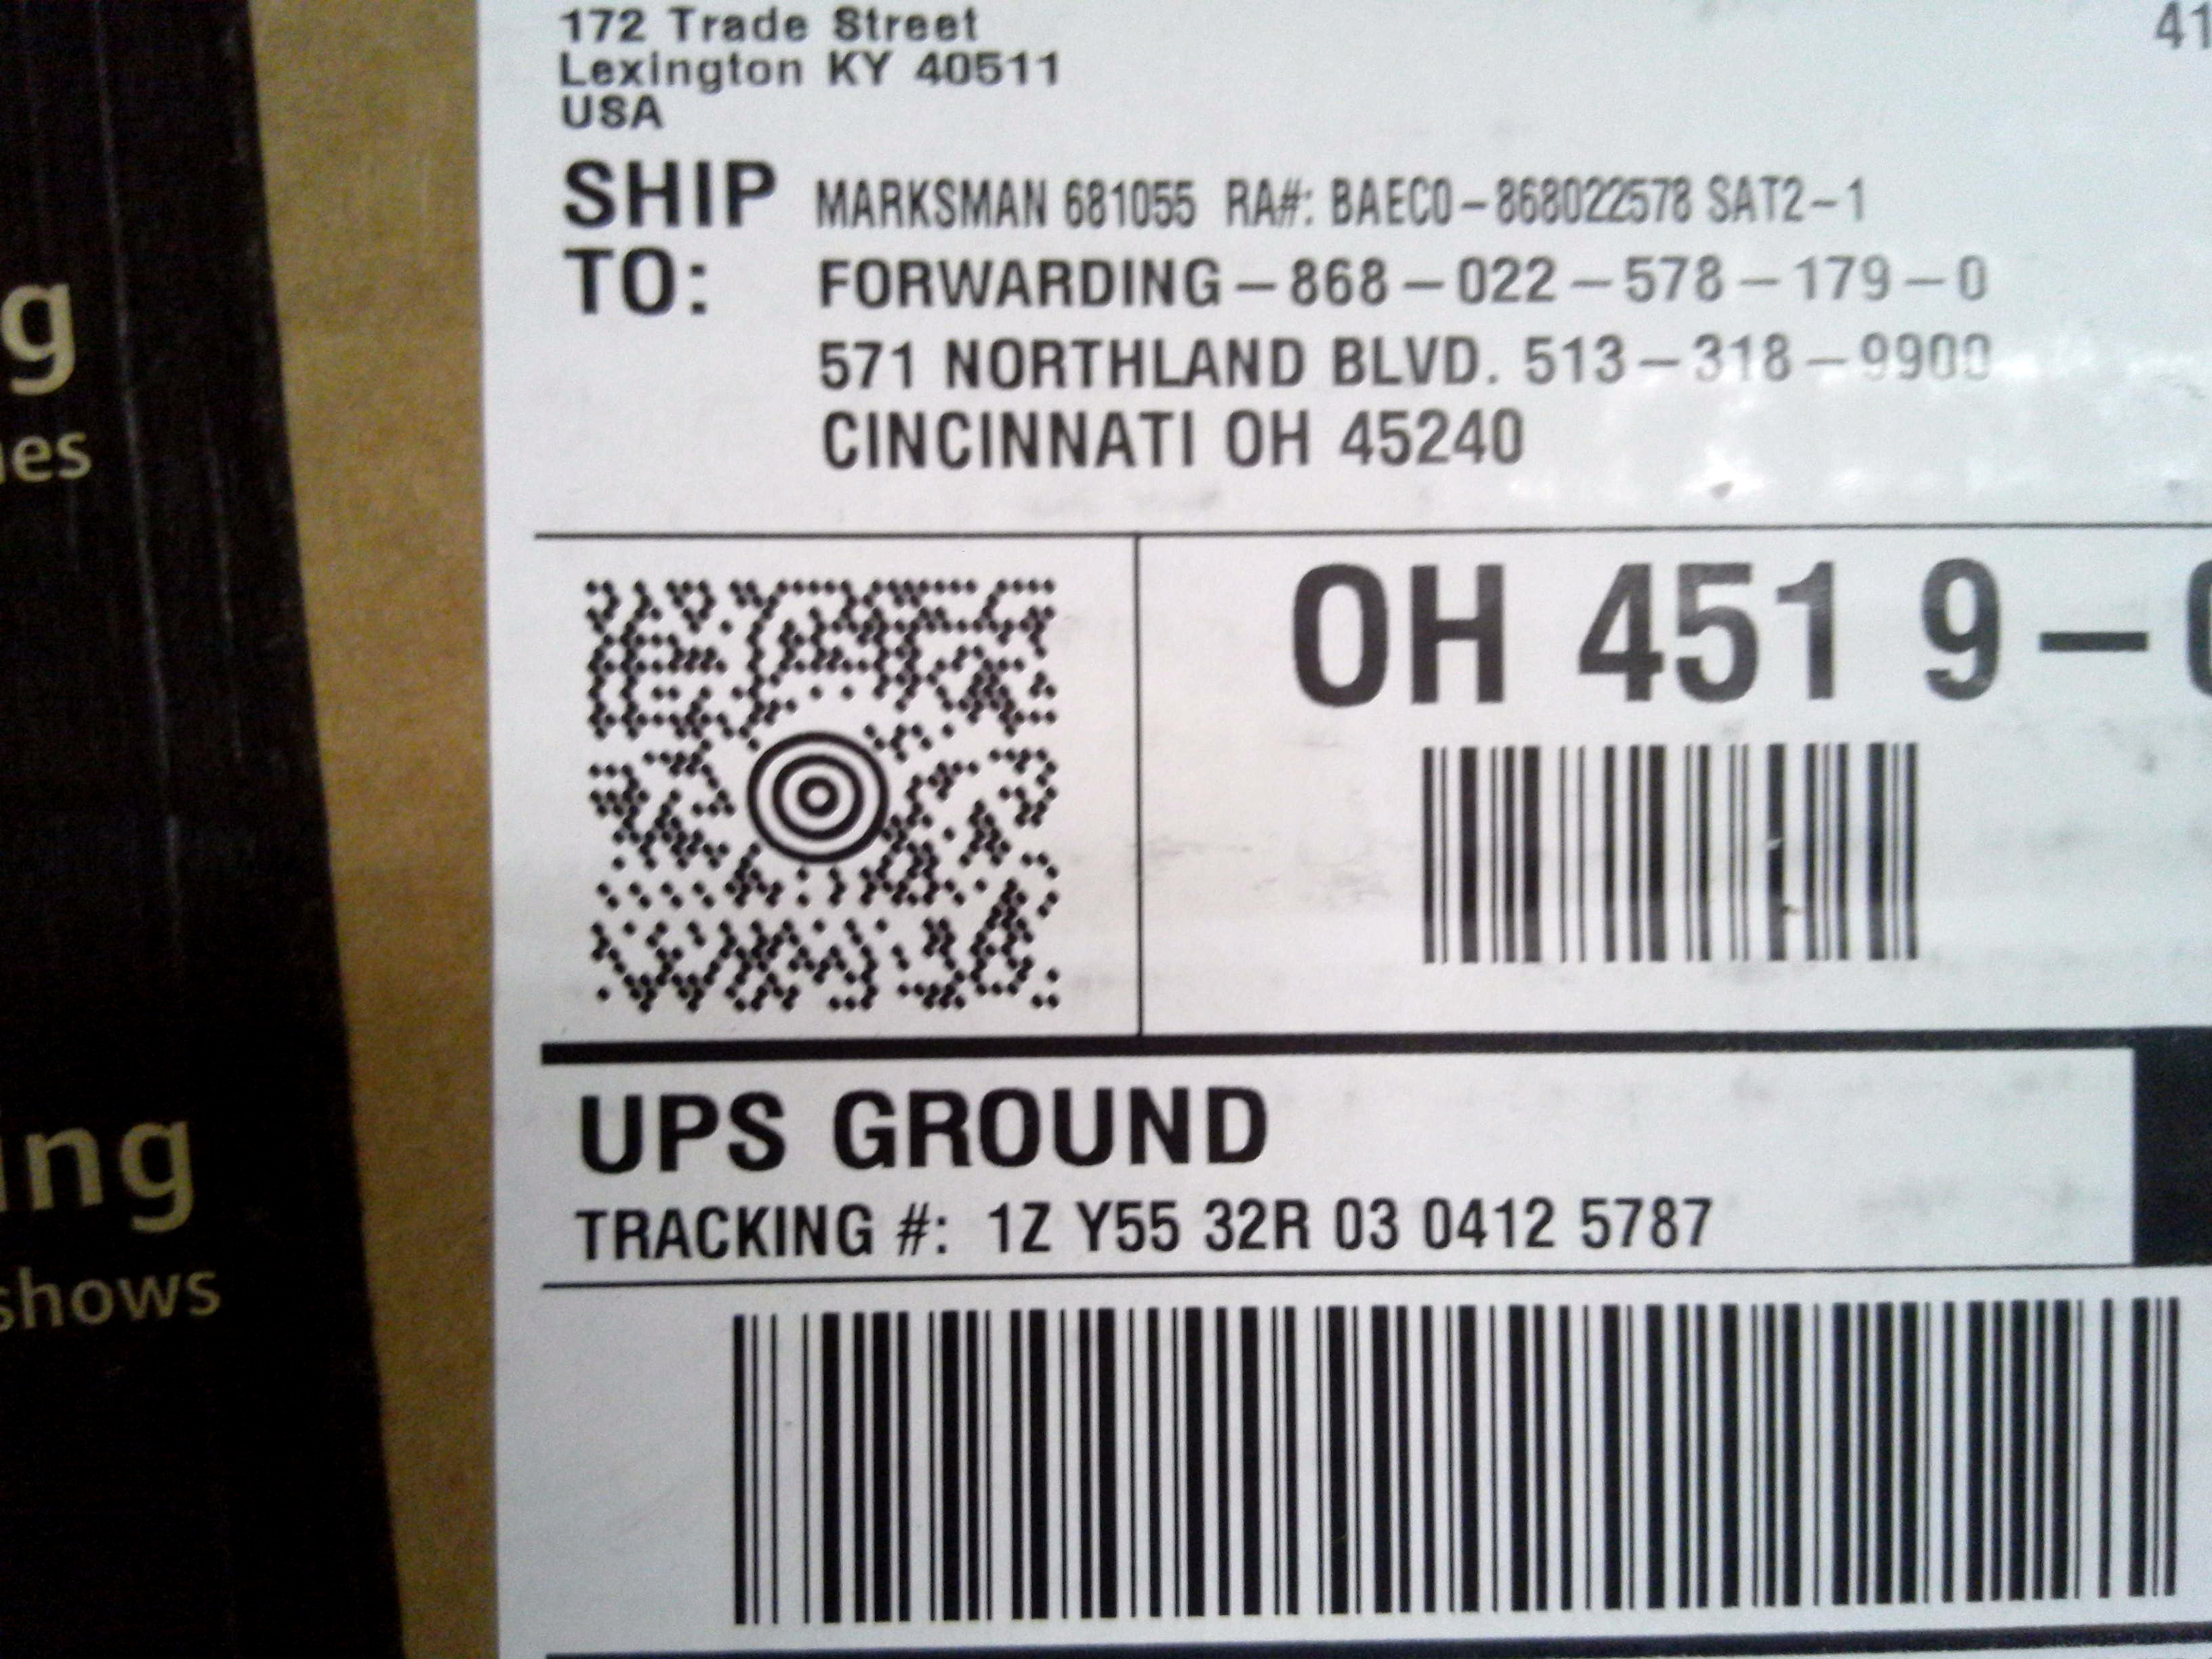 172 Trade Street
Lexington KY 40511
USA
41
SHIP TO:
MARKSMAN 681055 RA#: BAEC0-868022578 SAT2-1
FORWARDING-868-022-578-179-0
571 NORTHLAND BLVD. 513-318-9900
CINCINNATI OH 45240
OH 451 9-0
UPS GROUND
TRACKING #: 1Z Y55 32R 03 0412 5787
g
es
ing
shows